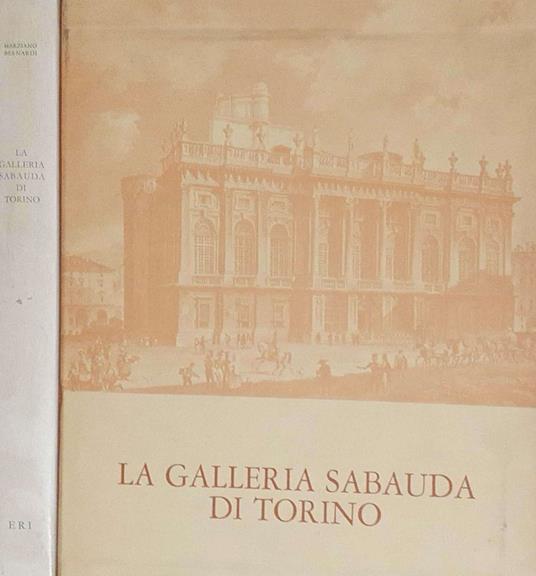 MARZIANO
BERNARDI
LA
GALLERIA
SABAUDA
DI
TORINO
ERI
LA GALLERIA SABAUDA
DI TORINO